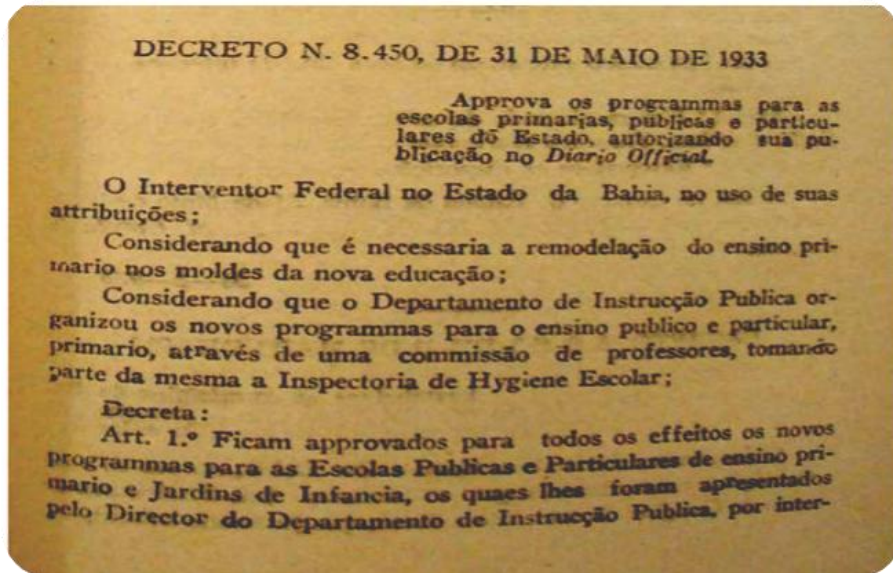 DECRETO N. 8.450, DE 31 DE MAIO DE 1933
Approva os programmas para as
escolas primarias, publicas e particu-
lares do Estado, autorizando sua pu-
blicação no Diario Official.
O Interventor Federal no Estado da Bahia, no uso de suas
attribuições;
Considerando que é necessaria a remodelação do ensino pri-
mario nos moldes da nova educação;
Considerando que o Departamento de Instrucção Publica or-
ganizou os novos programmas para o ensino publico e particular,
primario, através de uma commissão de professores, tomando
parte da mesma a Inspectoria de Hygiene Escolar;
Decreta:
Art. 1.º Ficam approvados para todos os effeitos os novos
programmas para as Escolas Publicas e Particulares de ensino pri-
mario e Jardins de Infancia, os quaes lhes foram apresentados
pelo Director do Departamento de Instrucção Publica, por inter-